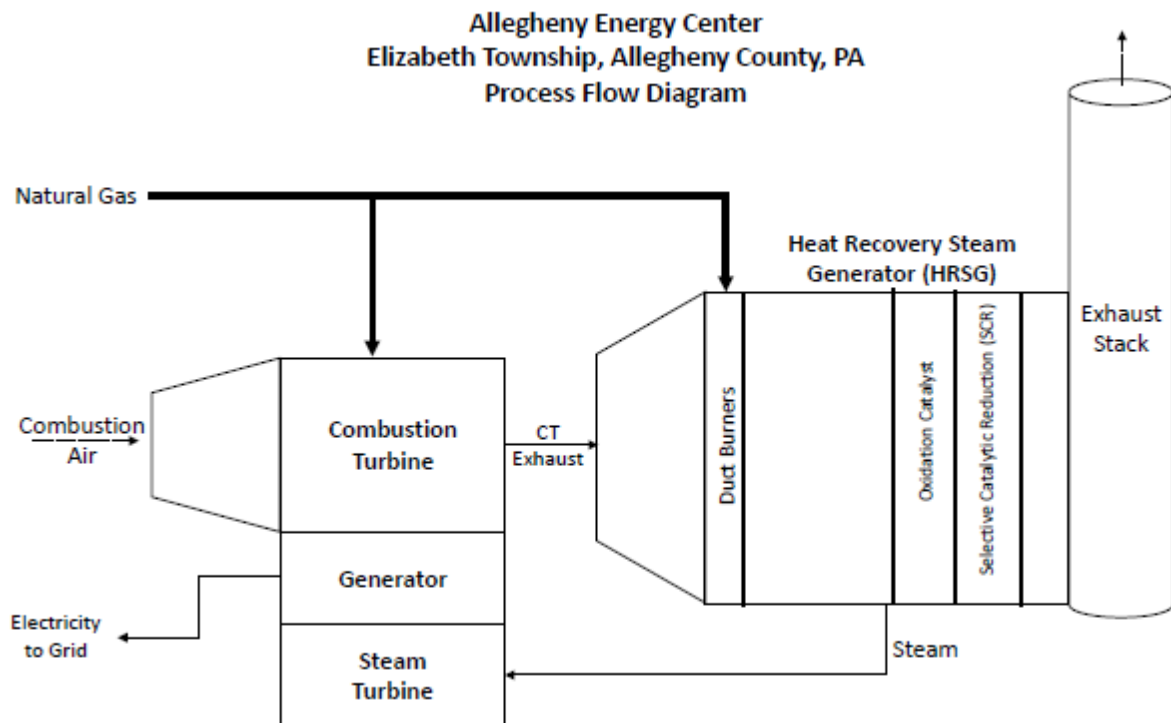 Allegheny Energy Center
Elizabeth Township, Allegheny County, PA
Process Flow Diagram
Natural Gas
Heat Recovery Steam
Generator (HRSG)
Exhaust
Stack
Combustion
Air
Combustion
Turbine
CT
Exhaust
Duct Burners
Oxidation Catalyst
Selective Catalytic Reduction (SCR)
Generator
Electricity
to Grid
Steam
Turbine
Steam